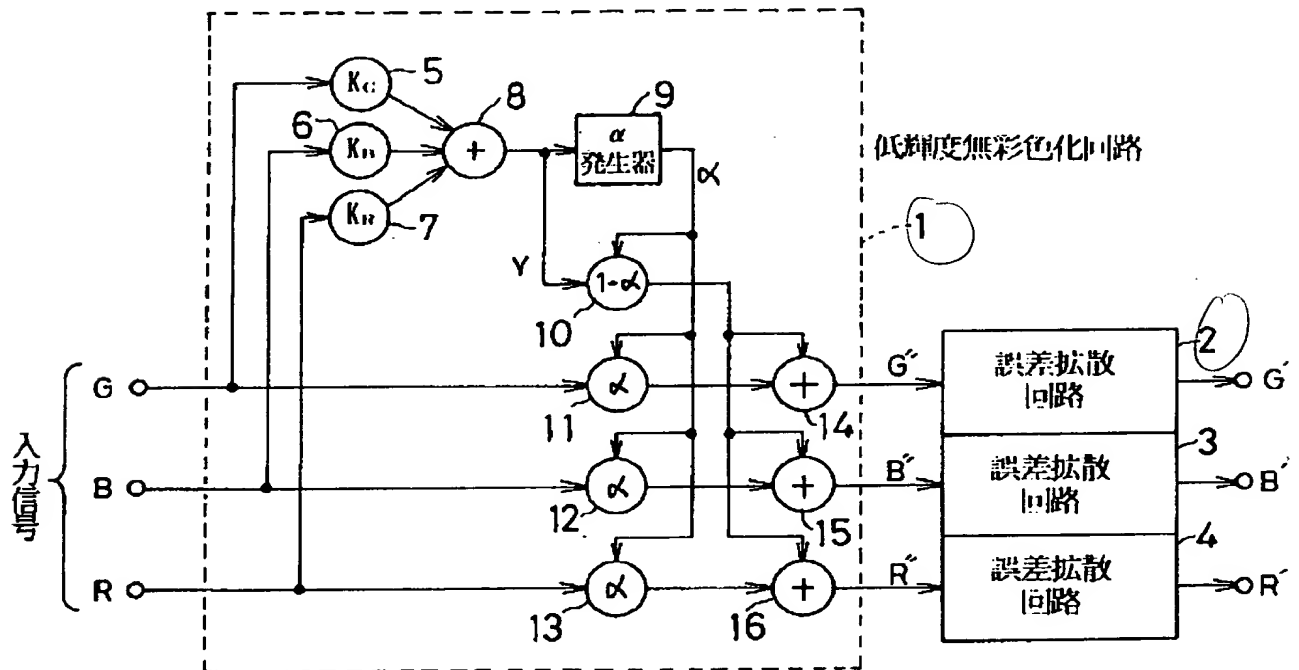 KG
5
8
9
6
KB
+
α
発生器
低輝度無彩色化回路
KR
7
α
1
Y
1-α
10
入力信号
G
α
11
+
14
G″
誤差拡散
回路
2
G′
B
α
12
+
15
B″
誤差拡散
回路
3
B′
R
α
13
+
16
R″
誤差拡散
回路
4
R′